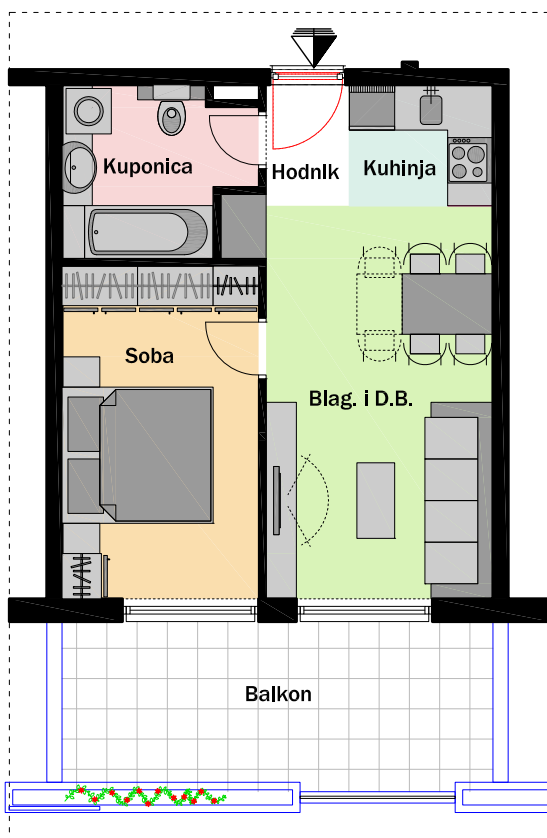 Kuponica
Hodnik
Kuhinja
Soba
Blag. i D.B.
Balkon